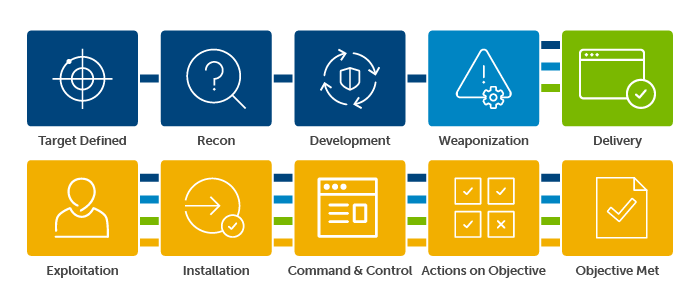 Target Defined
Recon
Development
Weaponization
Delivery
Exploitation
Installation
Command & Control
Actions on Objective
Objective Met